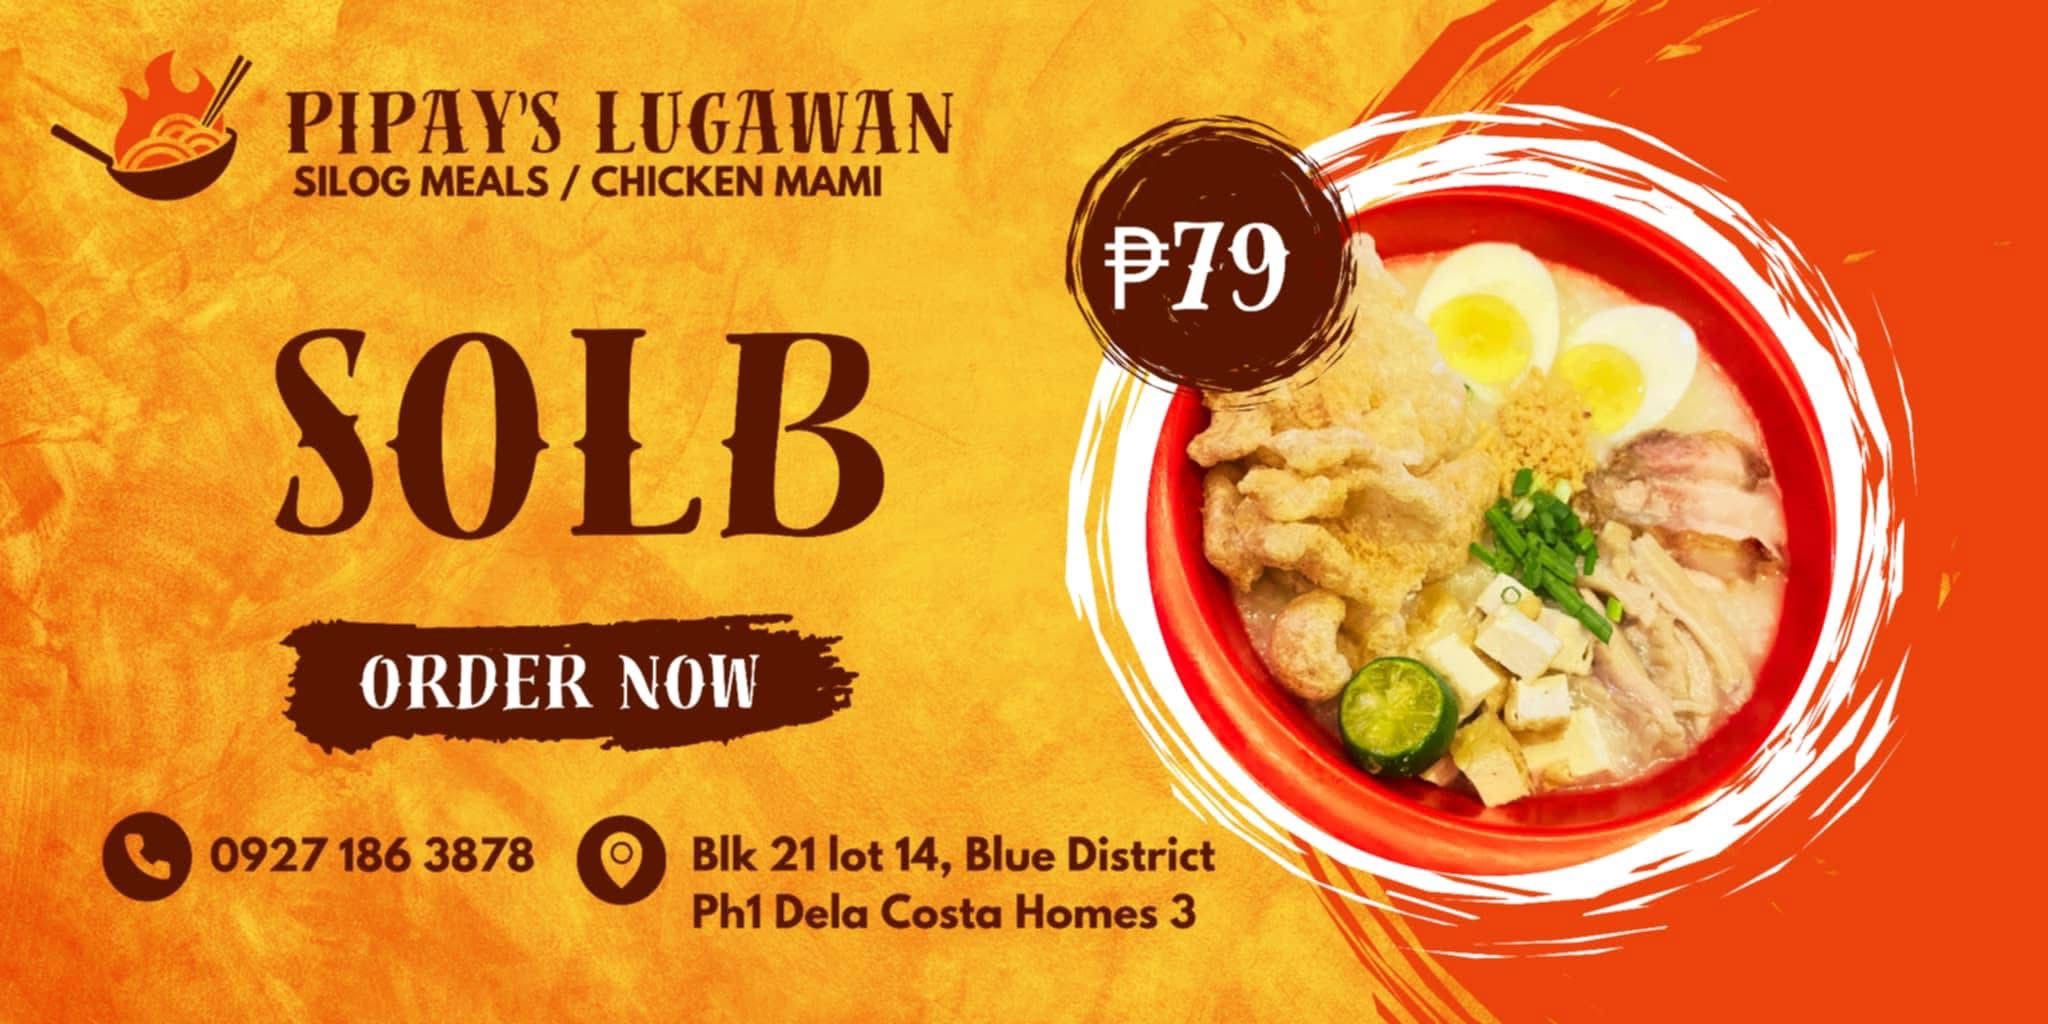 PIPAY'S LUGAWAN
SILOG MEALS / CHICKEN MAMI
₱79
SOLB
ORDER NOW
0927 186 3878
Blk 21 lot 14, Blue District
Ph1 Dela Costa Homes 3